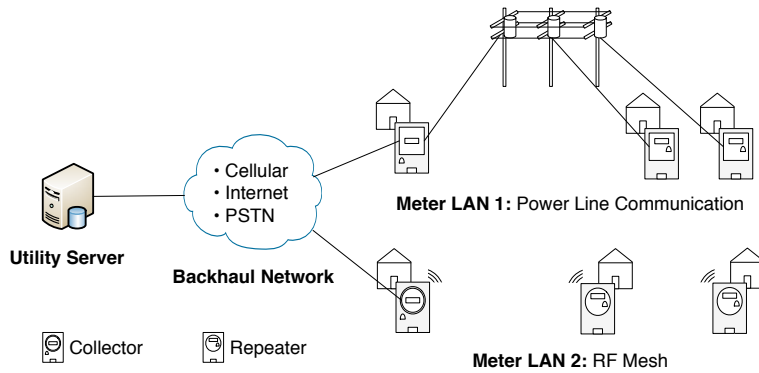 • Cellular
• Internet
• PSTN
Meter LAN 1: Power Line Communication
Utility Server
Backhaul Network
Collector
Repeater
Meter LAN 2: RF Mesh